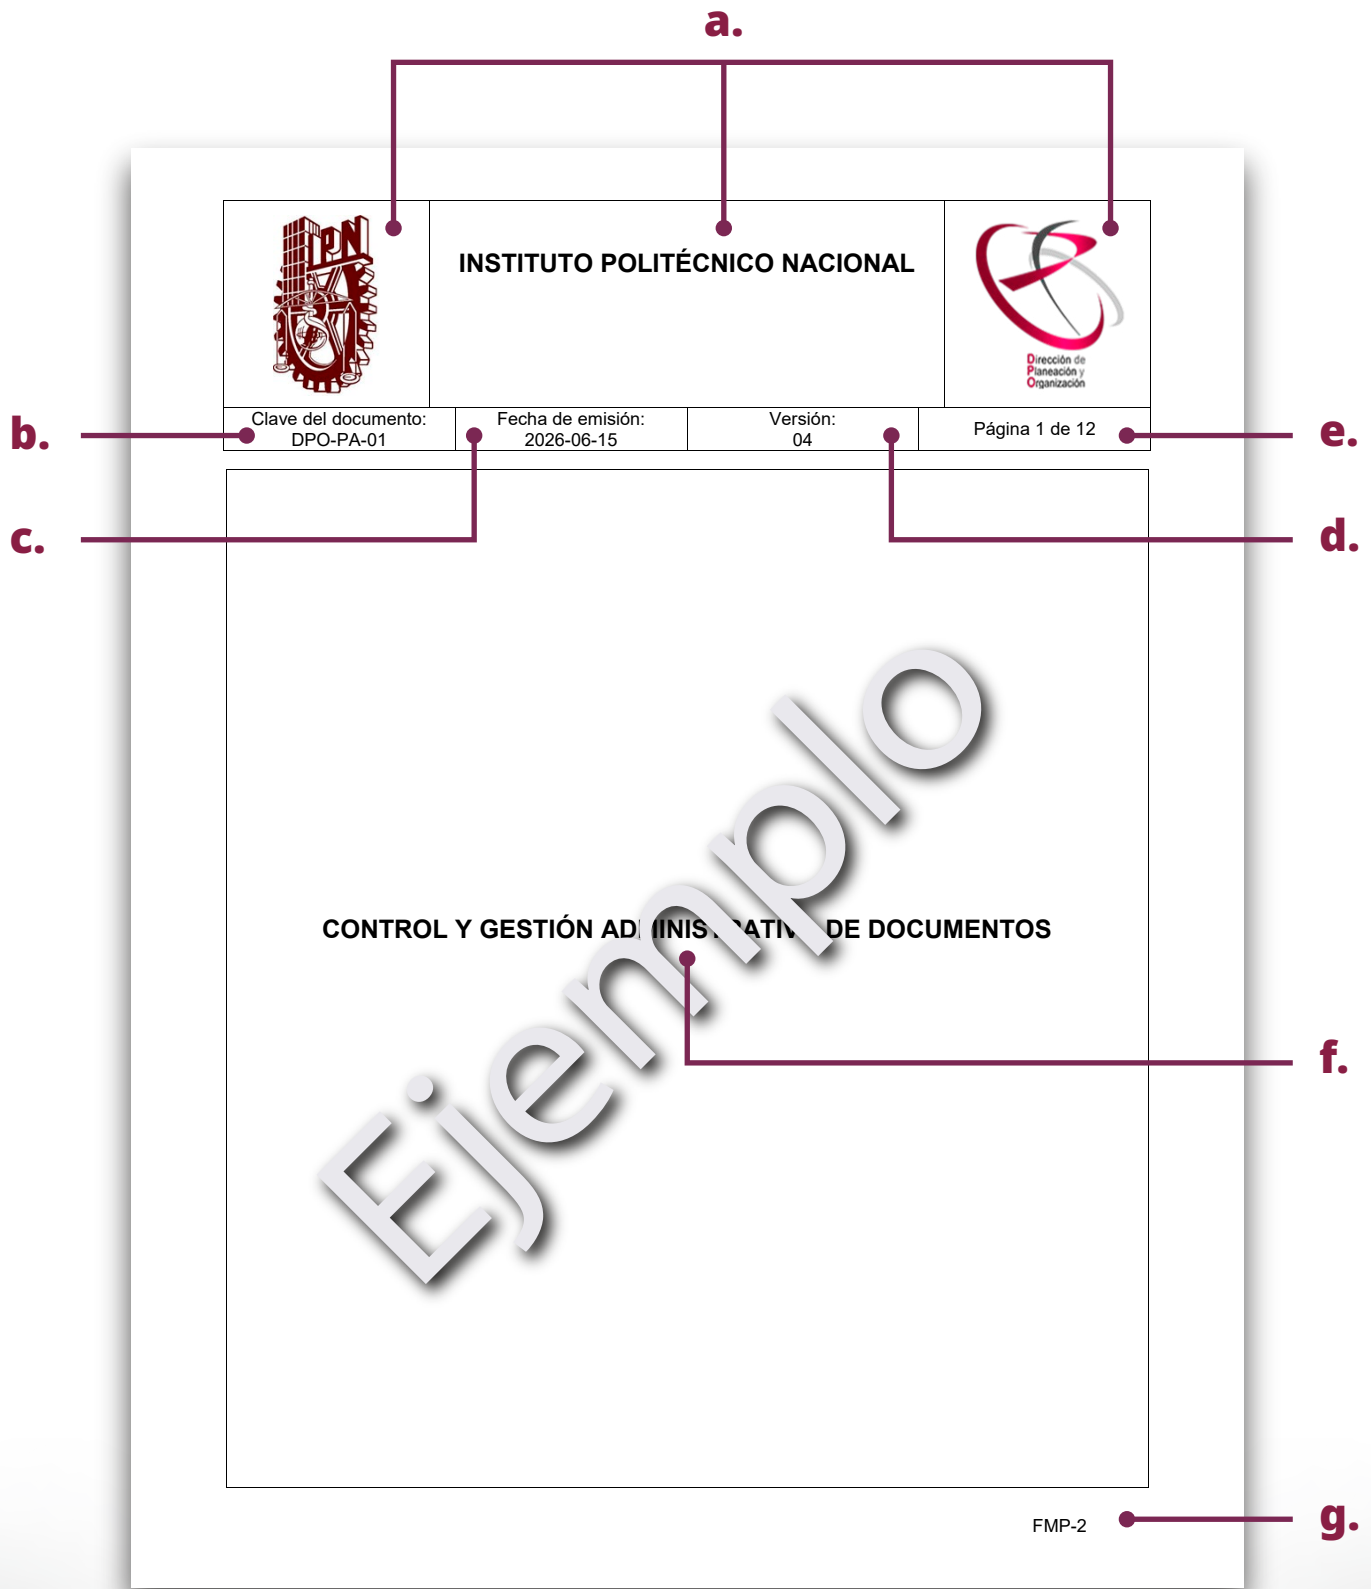 a.
IPN
INSTITUTO POLITÉCNICO NACIONAL
Dirección de
Planeación y
Organización
b.
Clave del documento:
DPO-PA-01
Fecha de emisión:
2026-06-15
Versión:
04
Página 1 de 12
e.
c.
d.
CONTROL Y GESTIÓN ADMINISTRATIVA DE DOCUMENTOS
Ejemplo
f.
FMP-2
g.